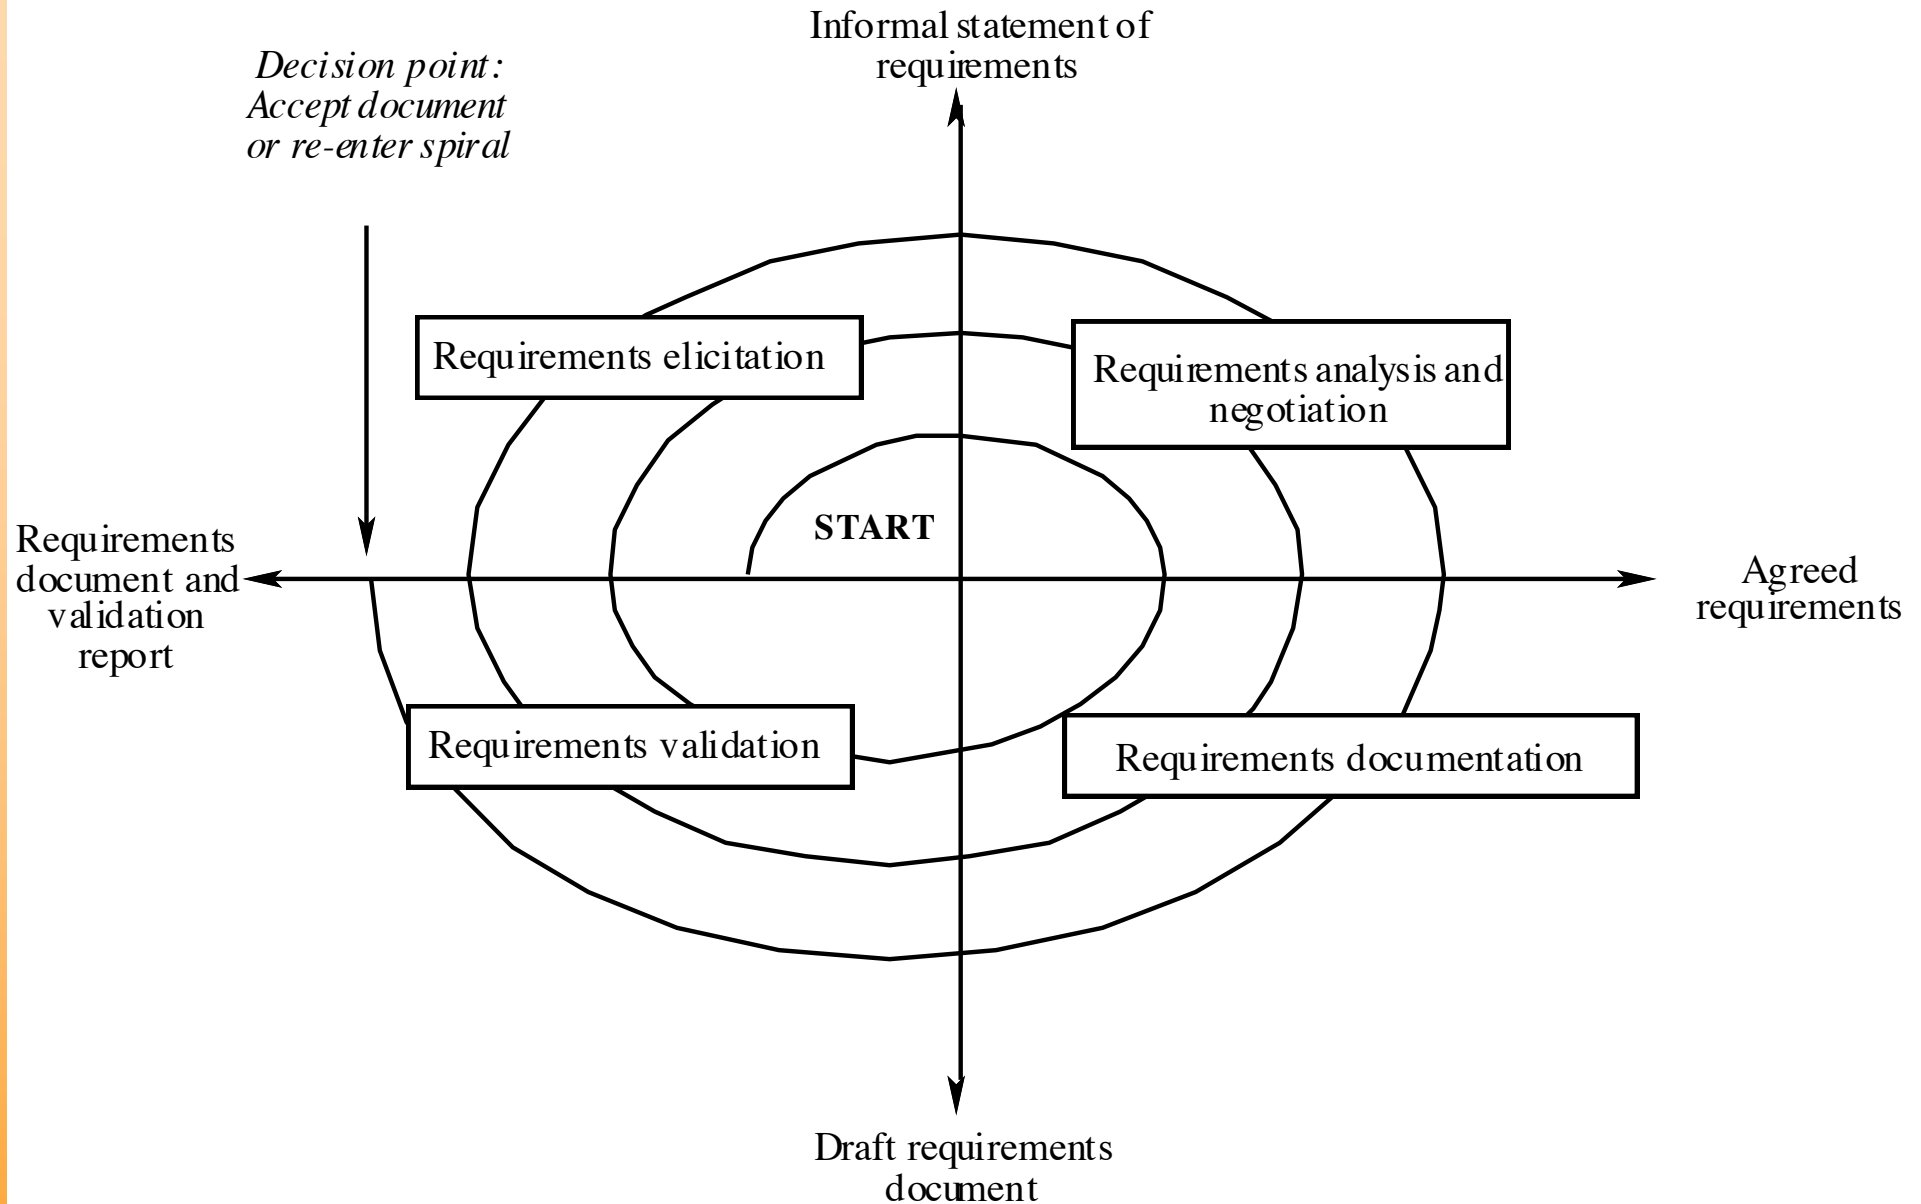 Informal statement of
requirements
Decision point:
Accept document
or re-enter spiral
Requirements elicitation
Requirements analysis and
negotiation
START
Requirements
document and
validation
report
Agreed
requirements
Requirements validation
Requirements documentation
Draft requirements
document